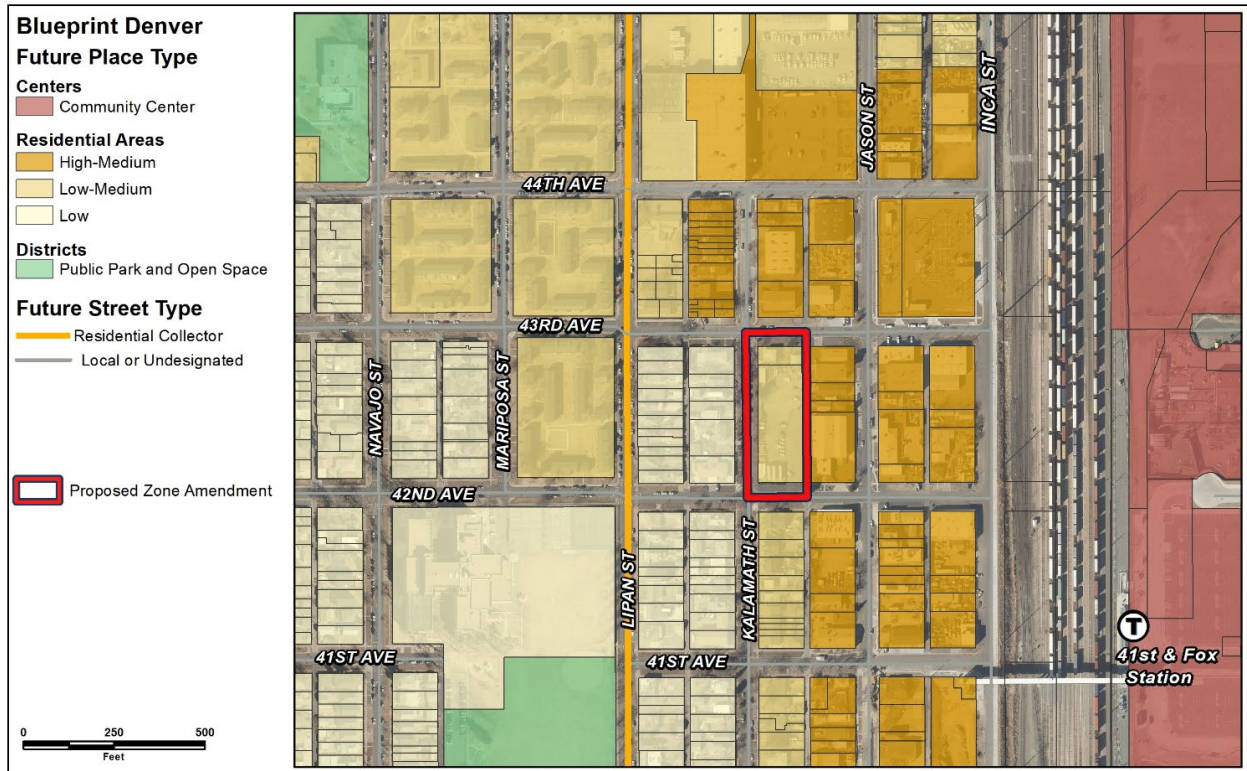 Blueprint Denver
Future Place Type
Centers
Community Center
Residential Areas
High-Medium
Low-Medium
Low
Districts
Public Park and Open Space
Future Street Type
Residential Collector
Local or Undesignated
Proposed Zone Amendment
0 250 500
Feet
INCA ST
JASON ST
44TH AVE
43RD AVE
NAVAJO ST
MARIPOSA ST
42ND AVE
LIPAN ST
KALAMATH ST
41ST AVE
41ST AVE
T
41st & Fox
Station